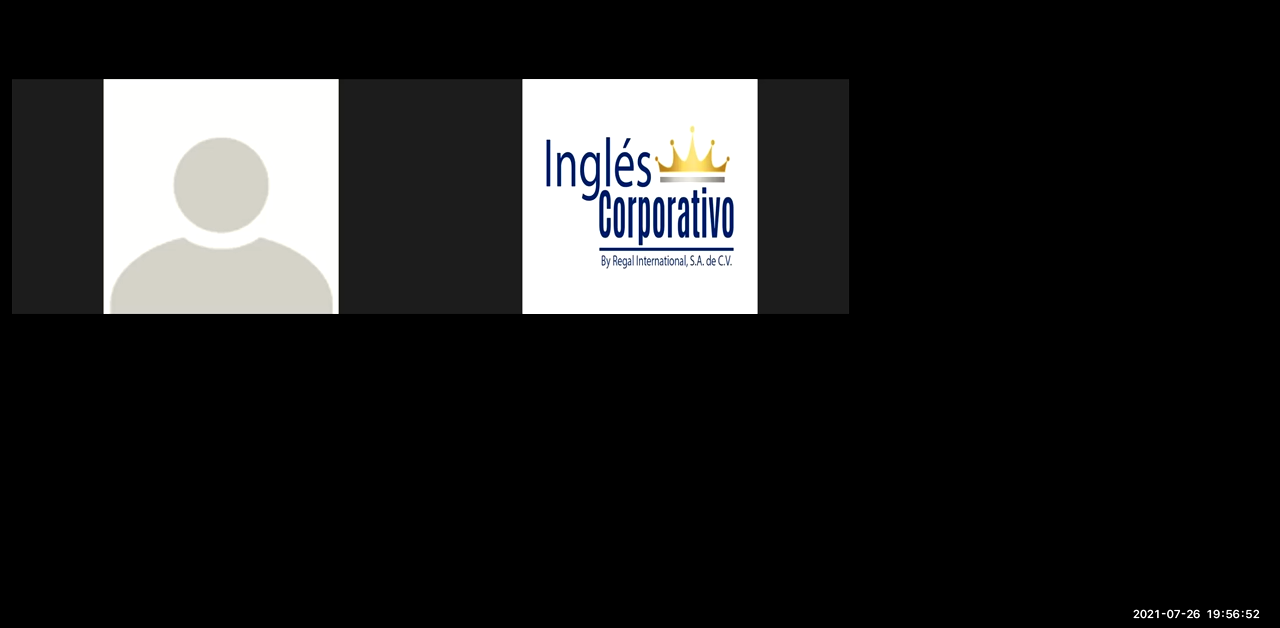 Inglés
Corporativo
By Regal International, S.A. de C.V.
2021-07-26 19:56:52